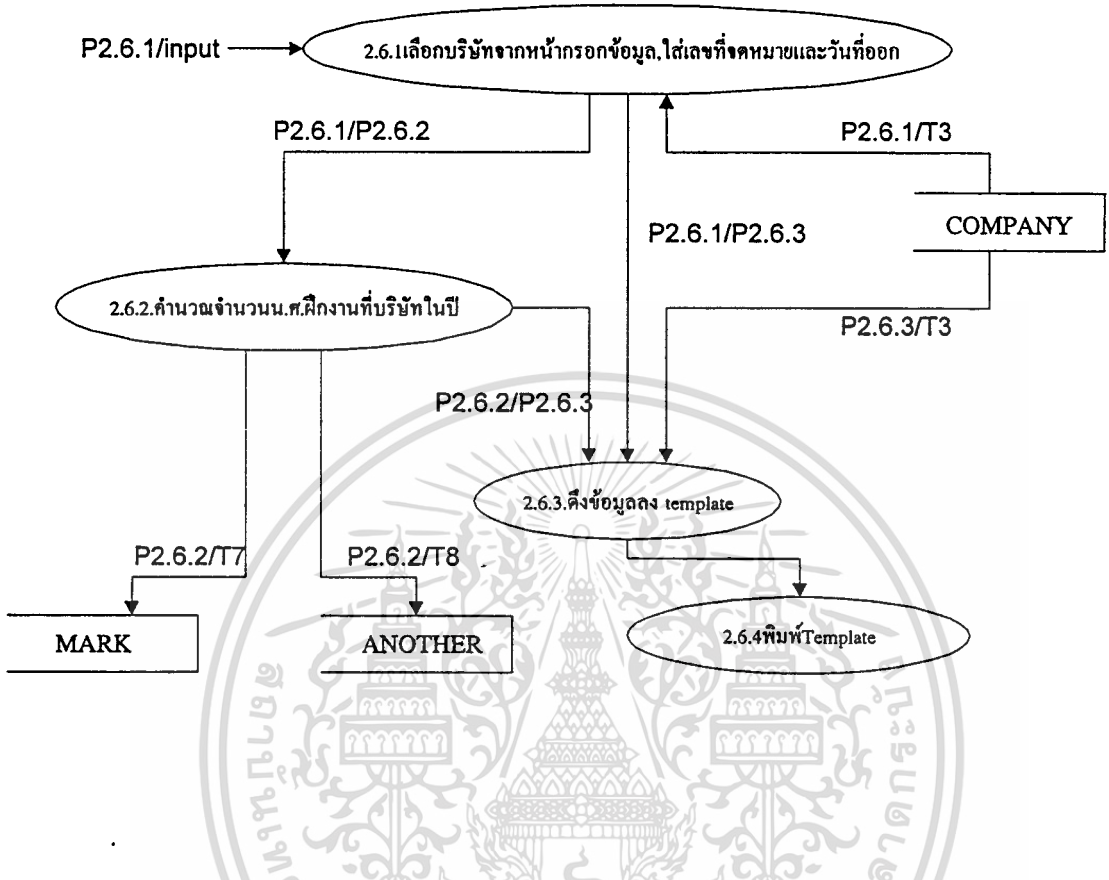 P2.6.1/input
2.6.1เลือกบริษัทจากหน้ากรอกข้อมูล,ใส่เลขที่จดหมายและวันที่ออก
P2.6.1/P2.6.2
P2.6.1/T3
P2.6.1/P2.6.3
COMPANY
2.6.2.คำนวณจำนวนน.ศ.ฝึกงานที่บริษัทในปี
P2.6.3/T3
P2.6.2/P2.6.3
2.6.3.ดึงข้อมูลลง template
P2.6.2/T7
P2.6.2/T8
MARK
ANOTHER
2.6.4พิมพ์Template